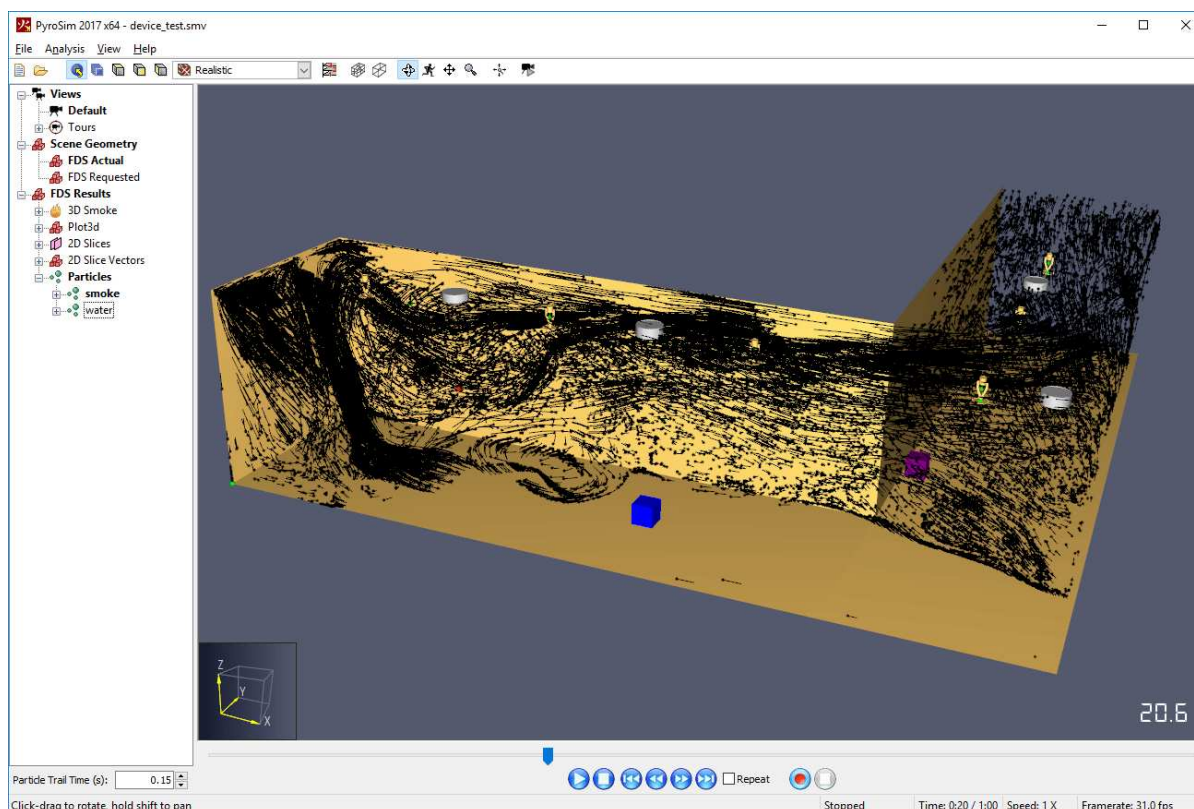 PyroSim 2017 x64 - device_test.smv
File Analysis View Help
Realistic
Views
Default
Tours
Scene Geometry
FDS Actual
FDS Requested
FDS Results
3D Smoke
Plot3d
2D Slices
2D Slice Vectors
Particles
smoke
water
Z
Y
X
20.6
Particle Trail Time (s): 0.15
Repeat
Click-drag to rotate, hold shift to pan
Stopped Time: 0:20 / 1:00 Speed: 1 X Framerate: 31.0 fps